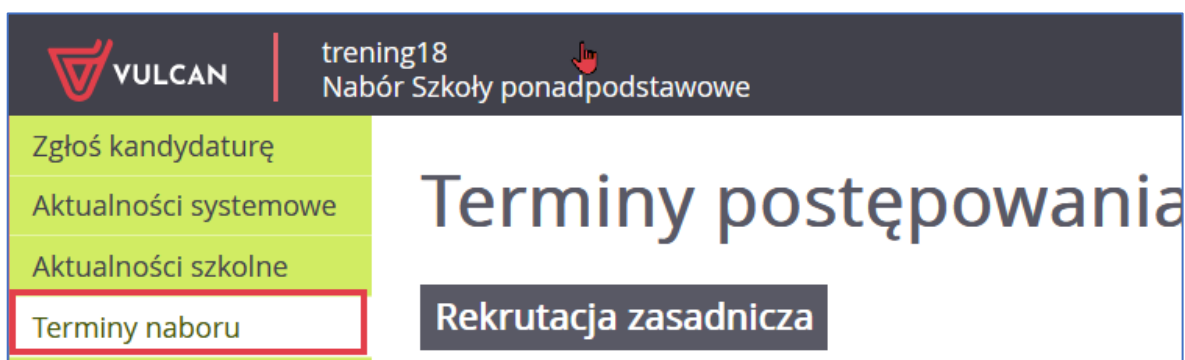 VULCAN
trening18
Nabór Szkoły ponadpodstawowe
Zgłoś kandydaturę
Aktualności systemowe
Aktualności szkolne
Terminy naboru
Terminy postępowania
Rekrutacja zasadnicza